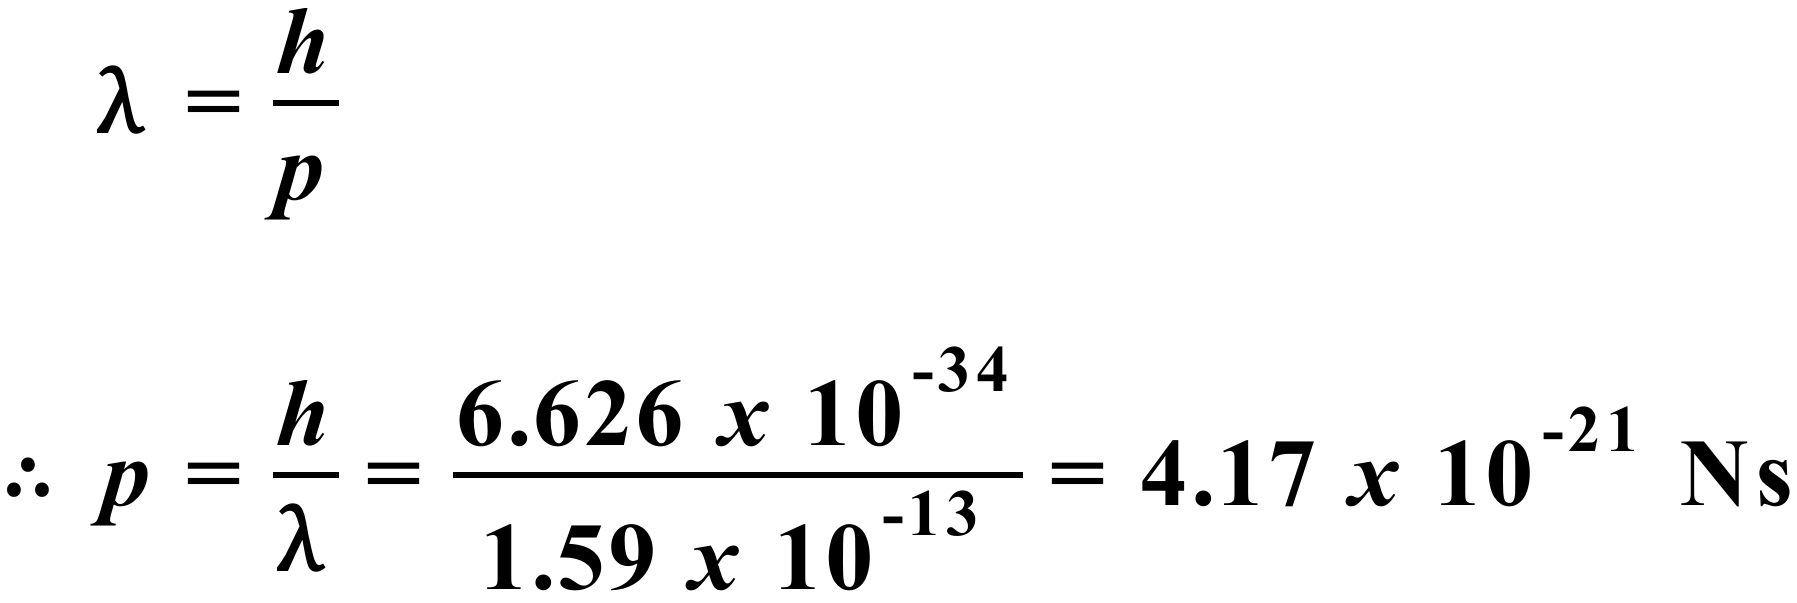 λ = h/p
∴ p = h/λ = 6.626 x 10⁻³⁴ / 1.59 x 10⁻¹³ = 4.17 x 10⁻²¹ Ns